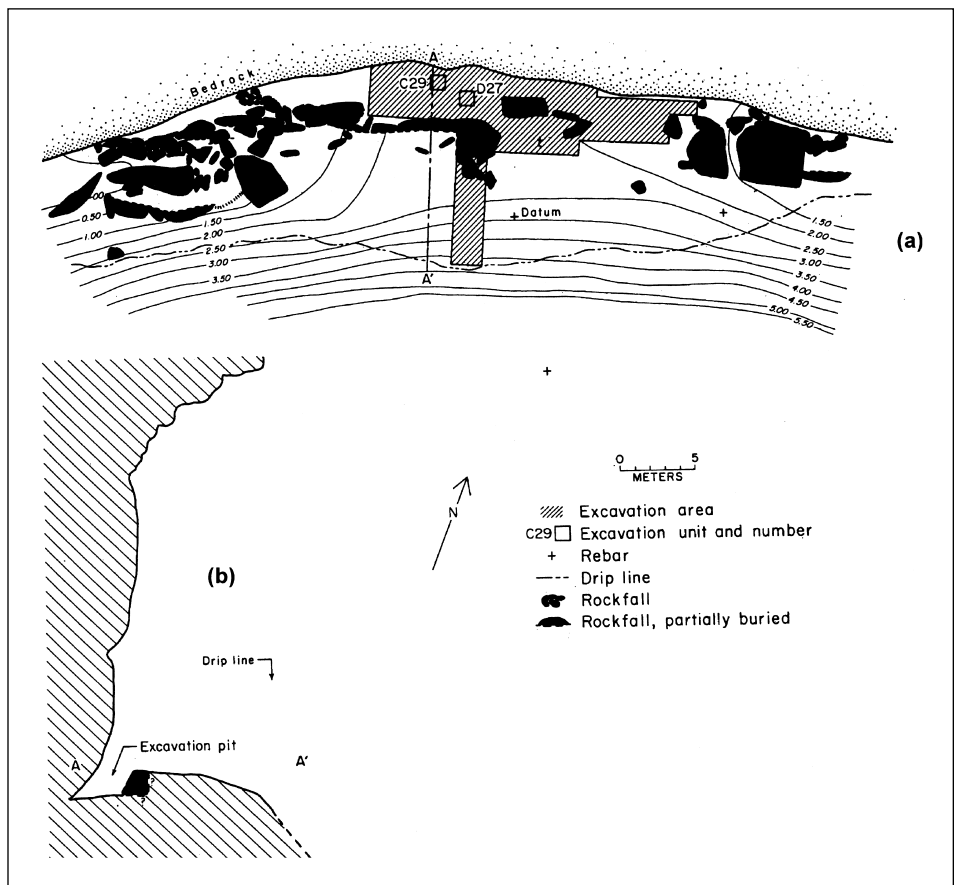 A
Bedrock
C29
D27
.00
0.50
1.00
1.50
2.00
2.50
3.00
3.50
Datum
1.50
2.00
2.50
3.00
3.50
4.00
4.50
5.00
5.50
A'
(a)
0 5
METERS
N
Excavation area
C29 Excavation unit and number
+ Rebar
Drip line
Rockfall
Rockfall, partially buried
(b)
Drip line
Excavation pit
A
A'
?
?